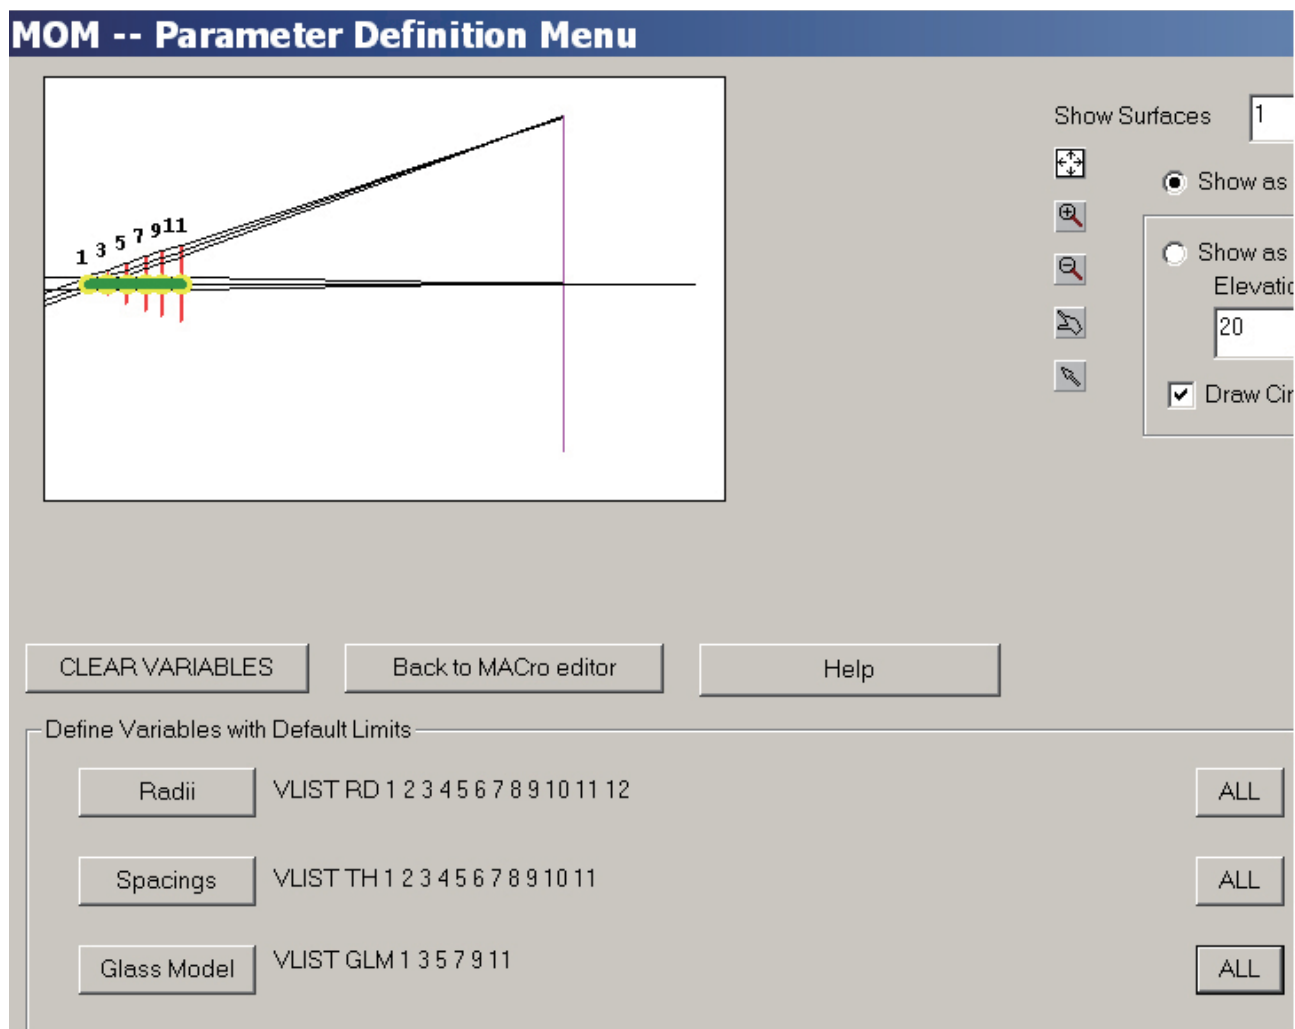 MOM -- Parameter Definition Menu
Show Surfaces 1
Show as
1 3 5 7 9 11
Show as
Elevatio
20
Draw Cir
CLEAR VARIABLES Back to MACro editor Help
Define Variables with Default Limits
Radii VLIST RD 1 2 3 4 5 6 7 8 9 10 11 12 ALL
Spacings VLIST TH 1 2 3 4 5 6 7 8 9 10 11 ALL
Glass Model VLIST GLM 1 3 5 7 9 11 ALL